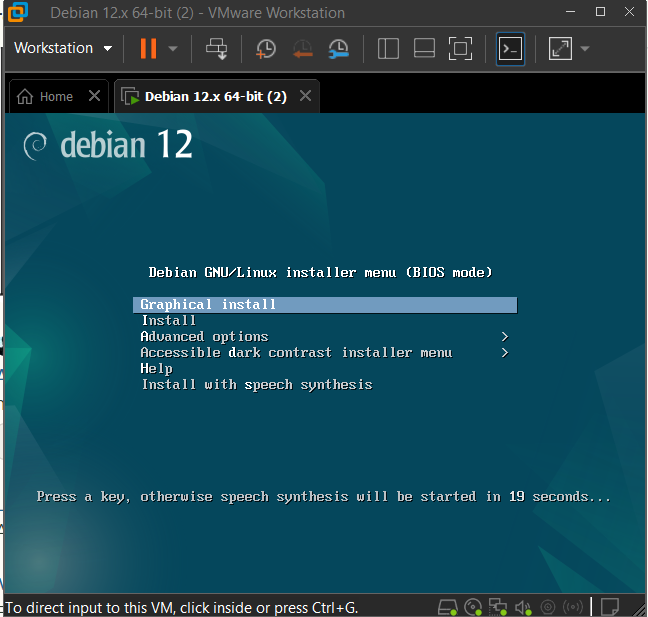 Debian 12.x 64-bit (2) - VMware Workstation
Workstation
Home
Debian 12.x 64-bit (2)
debian 12
Debian GNU/Linux installer menu (BIOS mode)
Graphical install
Install
Advanced options >
Accessible dark contrast installer menu >
Help
Install with speech synthesis
Press a key, otherwise speech synthesis will be started in 19 seconds...
To direct input to this VM, click inside or press Ctrl+G.